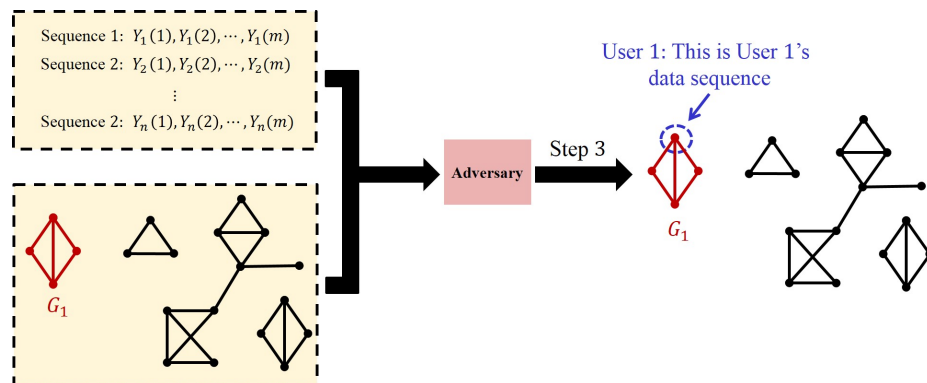 Sequence 1: Y₁(1), Y₁(2), ⋯, Y₁(m)
Sequence 2: Y₂(1), Y₂(2), ⋯, Y₂(m)
⋮
Sequence 2: Yₙ(1), Yₙ(2), ⋯, Yₙ(m)
G₁
Adversary
Step 3
User 1: This is User 1's
data sequence
G₁